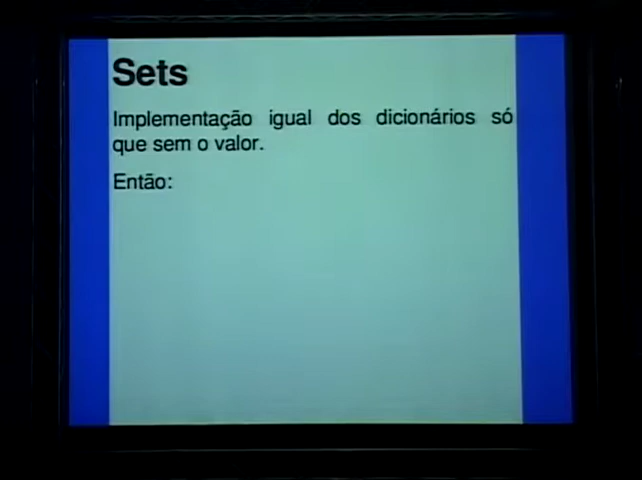 Sets
Implementação igual dos dicionários só
que sem o valor.
Então: